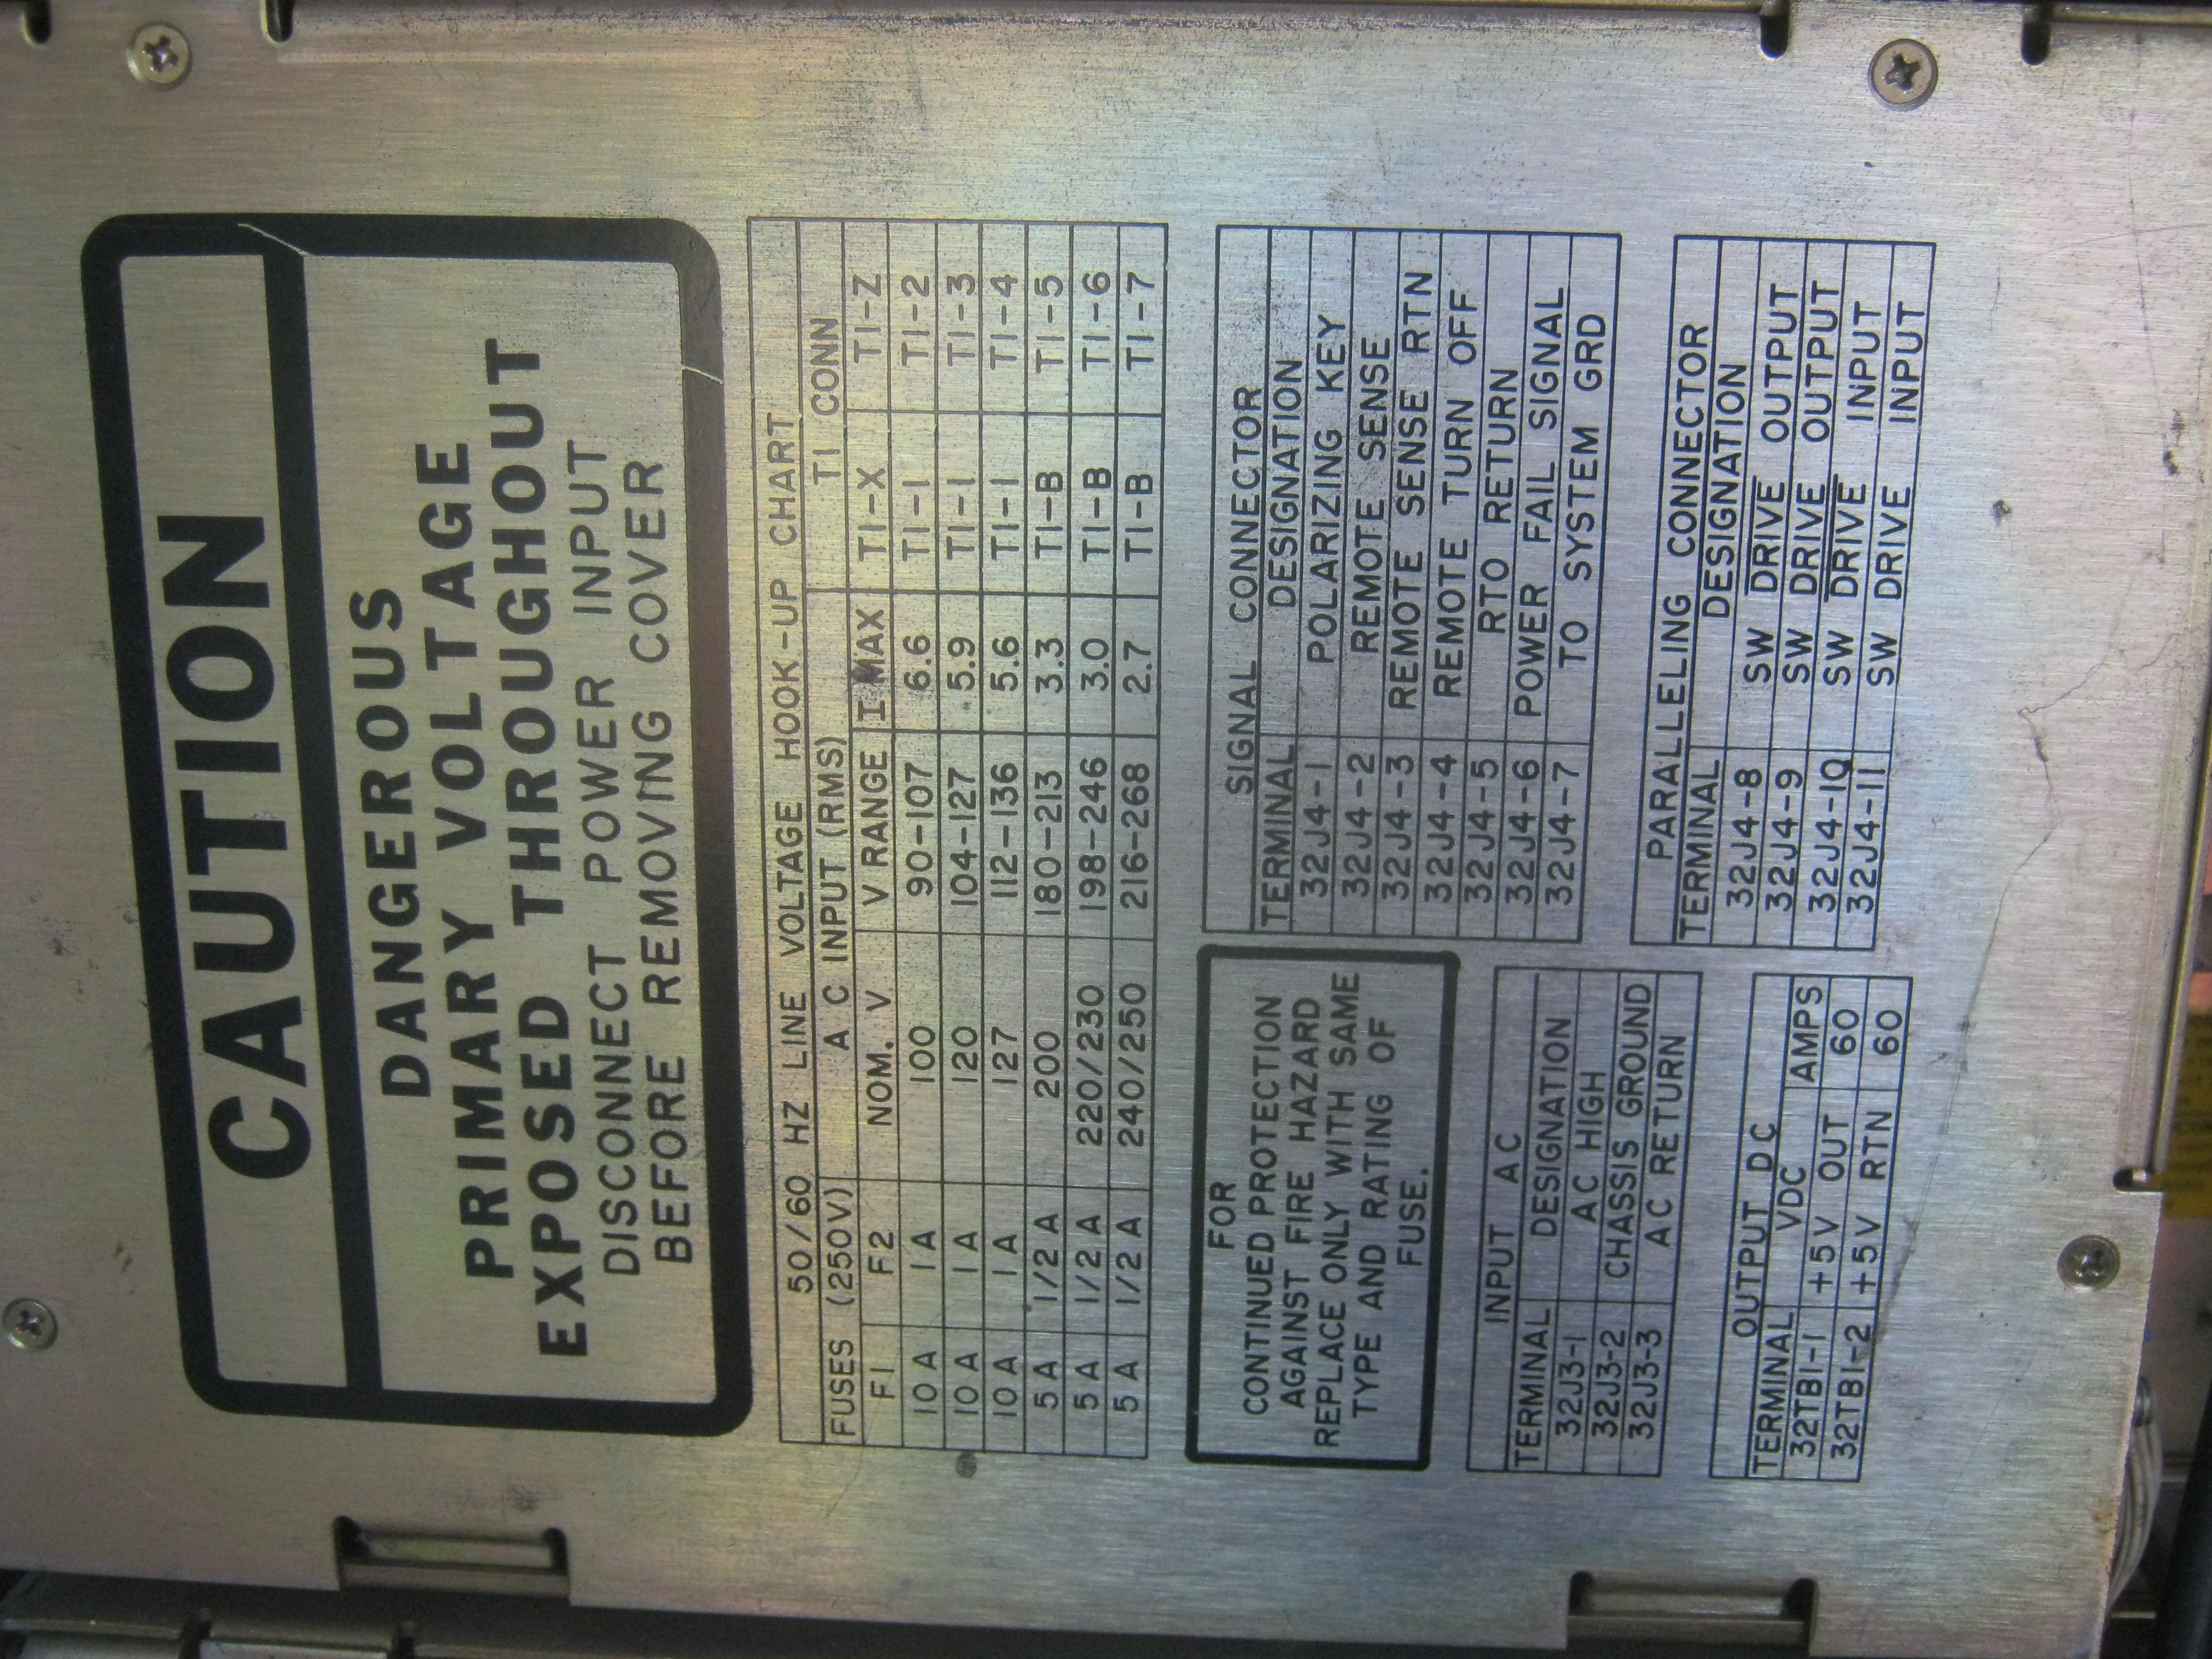 CAUTION
DANGEROUS
PRIMARY VOLTAGE
EXPOSED THROUGHOUT
DISCONNECT POWER INPUT
BEFORE REMOVING COVER
50/60 HZ LINE VOLTAGE HOOK-UP CHART
FUSES (250V) A C INPUT (RMS) T1 CONN
F1 F2 NOM. V V RANGE I MAX T1-X T1-Z
10 A 1 A 100 90-107 6.6 T1-1 T1-2
10 A 1 A 120 104-127 5.9 T1-1 T1-3
10 A 1 A 127 112-136 5.6 T1-1 T1-4
5 A 1/2 A 200 180-213 3.3 T1-B T1-5
5 A 1/2 A 220/230 198-246 3.0 T1-B T1-6
5 A 1/2 A 240/250 216-268 2.7 T1-B T1-7
FOR
CONTINUED PROTECTION
AGAINST FIRE HAZARD
REPLACE ONLY WITH SAME
TYPE AND RATING OF
FUSE.
SIGNAL CONNECTOR
TERMINAL DESIGNATION
32J4-1 POLARIZING KEY
32J4-2 REMOTE SENSE
32J4-3 REMOTE SENSE RTN
32J4-4 REMOTE TURN OFF
32J4-5 RTO RETURN
32J4-6 POWER FAIL SIGNAL
32J4-7 TO SYSTEM GRD
INPUT AC
TERMINAL DESIGNATION
32J3-1 AC HIGH
32J3-2 CHASSIS GROUND
32J3-3 AC RETURN
PARALLELING CONNECTOR
TERMINAL DESIGNATION
32J4-8 SW DRIVE OUTPUT
32J4-9 SW DRIVE OUTPUT
32J4-10 SW DRIVE INPUT
32J4-11 SW DRIVE INPUT
OUTPUT DC
TERMINAL VDC AMPS
32TB1-1 +5V OUT 60
32TB1-2 +5V RTN 60